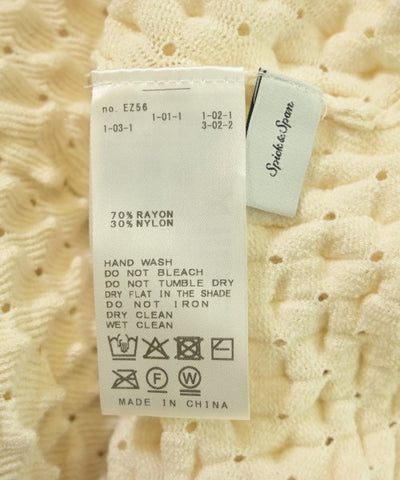 no. EZ56
1-01-1 1-02-1
1-03-1 3-02-2
70% RAYON
30% NYLON
HAND WASH
DO NOT BLEACH
DO NOT TUMBLE DRY
DRY FLAT IN THE SHADE
DO NOT IRON
DRY CLEAN
WET CLEAN
F W
MADE IN CHINA
Spick & Span